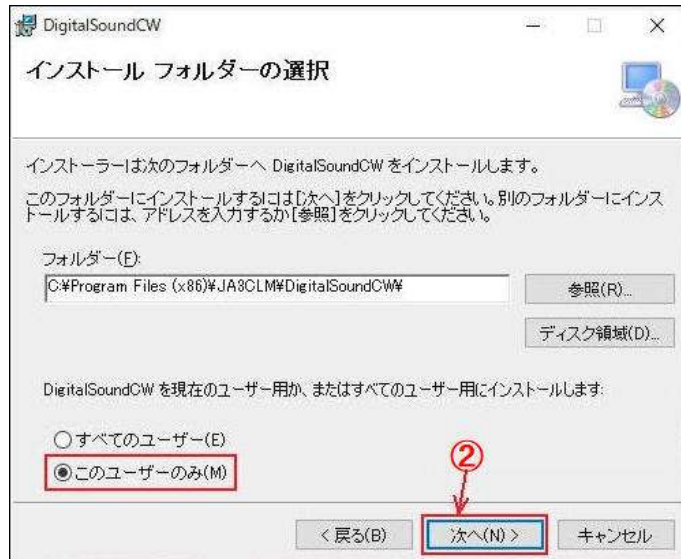 DigitalSoundCW
インストール フォルダーの選択
インストーラーは次のフォルダーへ DigitalSoundCW をインストールします。
このフォルダーにインストールするには[次へ]をクリックしてください。別のフォルダーにインス
トールするには、アドレスを入力するか[参照]をクリックしてください。
フォルダー(F):
C:¥Program Files (x86)¥JA3CLM¥DigitalSoundCW¥
参照(R)...
ディスク領域(D)...
DigitalSoundCW を現在のユーザー用か、またはすべてのユーザー用にインストールします:
すべてのユーザー(E)
このユーザーのみ(M)
②
< 戻る(B)
次へ(N) >
キャンセル